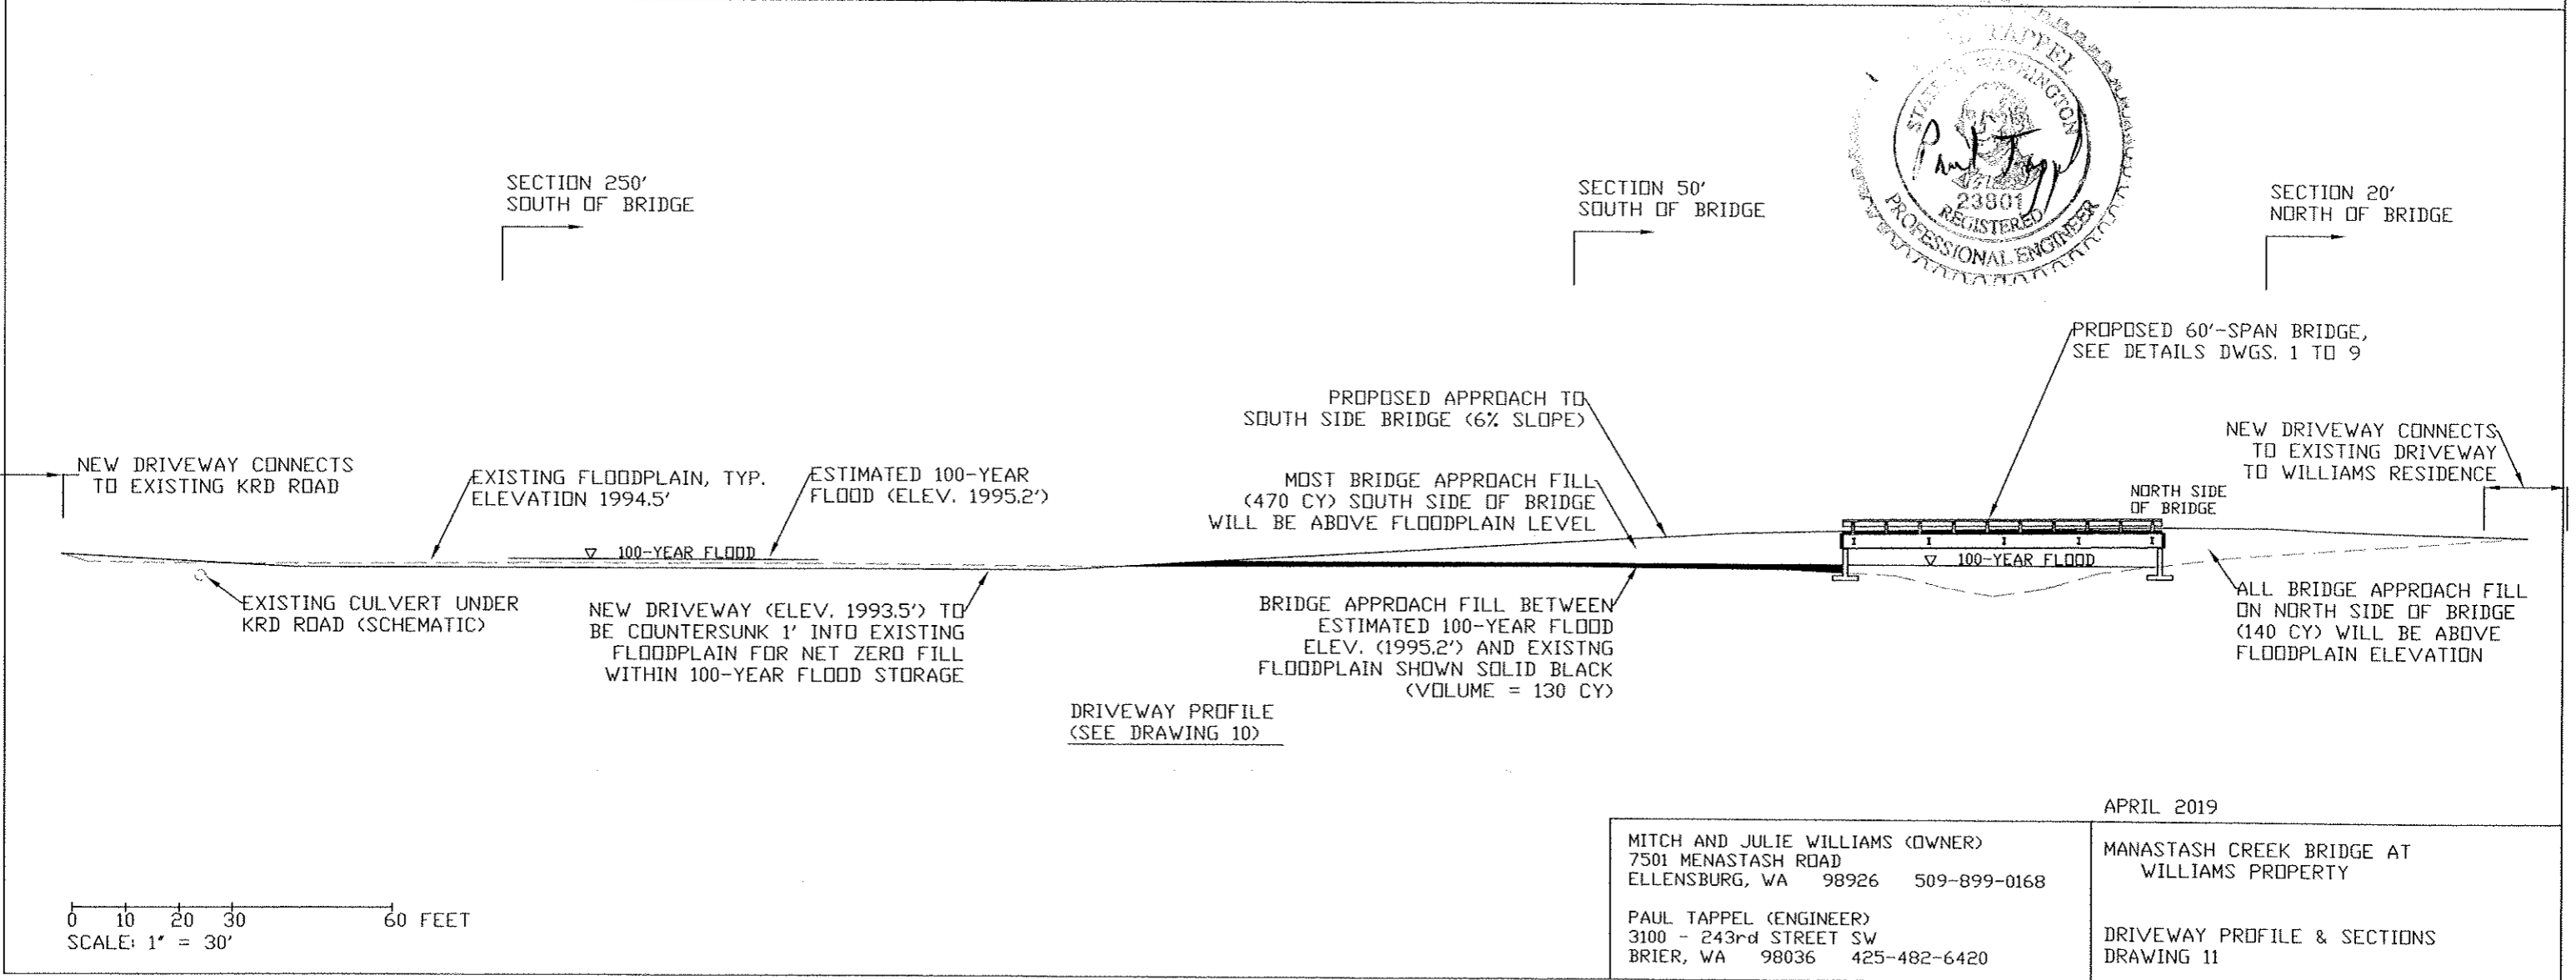 TAPPEL
STATE OF WASHINGTON
23801
REGISTERED
PROFESSIONAL ENGINEER
SECTION 250'
SOUTH OF BRIDGE
SECTION 50'
SOUTH OF BRIDGE
SECTION 20'
NORTH OF BRIDGE
PROPOSED 60'-SPAN BRIDGE,
SEE DETAILS DWGS. 1 TO 9
PROPOSED APPROACH TO
SOUTH SIDE BRIDGE (6% SLOPE)
NEW DRIVEWAY CONNECTS
TO EXISTING DRIVEWAY
TO WILLIAMS RESIDENCE
NEW DRIVEWAY CONNECTS
TO EXISTING KRD ROAD
EXISTING FLOODPLAIN, TYP.
ELEVATION 1994.5'
ESTIMATED 100-YEAR
FLOOD (ELEV. 1995.2')
MOST BRIDGE APPROACH FILL
(470 CY) SOUTH SIDE OF BRIDGE
WILL BE ABOVE FLOODPLAIN LEVEL
NORTH SIDE
OF BRIDGE
100-YEAR FLOOD
100-YEAR FLOOD
EXISTING CULVERT UNDER
KRD ROAD (SCHEMATIC)
NEW DRIVEWAY (ELEV. 1993.5') TO
BE COUNTERSUNK 1' INTO EXISTING
FLOODPLAIN FOR NET ZERO FILL
WITHIN 100-YEAR FLOOD STORAGE
BRIDGE APPROACH FILL BETWEEN
ESTIMATED 100-YEAR FLOOD
ELEV. (1995.2') AND EXISTNG
FLOODPLAIN SHOWN SOLID BLACK
(VOLUME = 130 CY)
ALL BRIDGE APPROACH FILL
ON NORTH SIDE OF BRIDGE
(140 CY) WILL BE ABOVE
FLOODPLAIN ELEVATION
DRIVEWAY PROFILE
(SEE DRAWING 10)
0 10 20 30 60 FEET
SCALE: 1" = 30'
APRIL 2019
MITCH AND JULIE WILLIAMS (OWNER)
7501 MENASTASH ROAD
ELLENSBURG, WA 98926 509-899-0168
PAUL TAPPEL (ENGINEER)
3100 - 243rd STREET SW
BRIER, WA 98036 425-482-6420
MANASTASH CREEK BRIDGE AT
WILLIAMS PROPERTY
DRIVEWAY PROFILE & SECTIONS
DRAWING 11